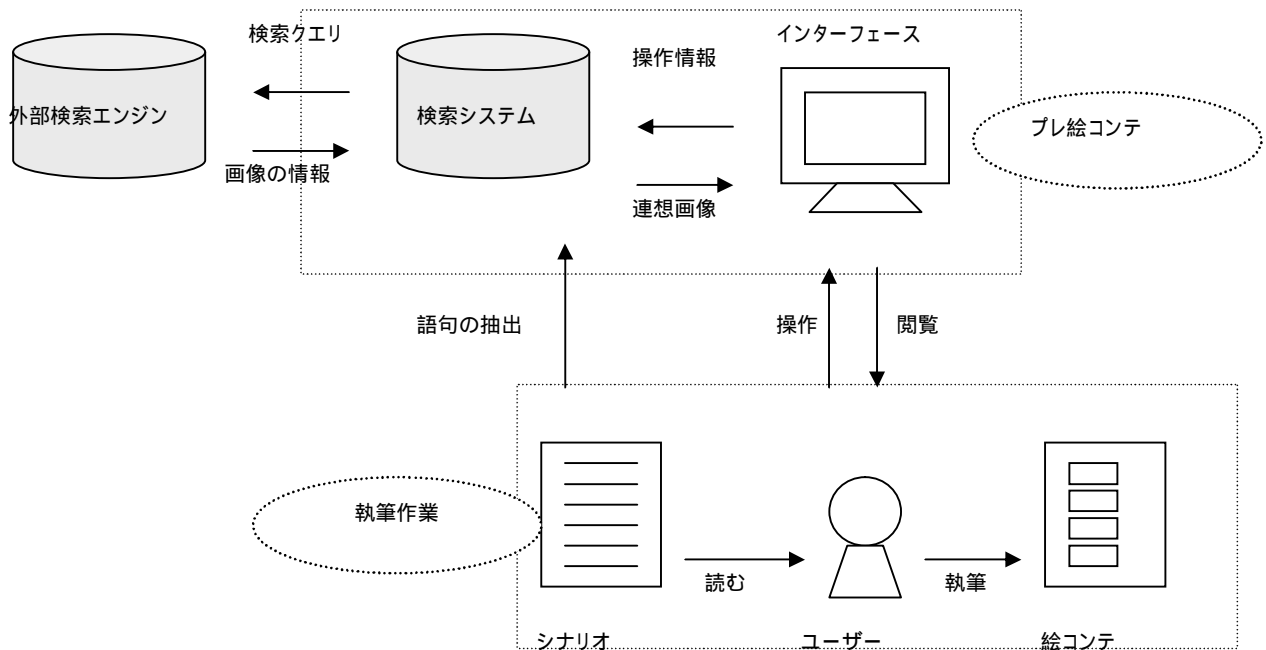 検索クエリ
インターフェース
操作情報
外部検索エンジン
検索システム
プレ絵コンテ
画像の情報
連想画像
語句の抽出
操作
閲覧
執筆作業
読む
執筆
シナリオ
ユーザー
絵コンテ